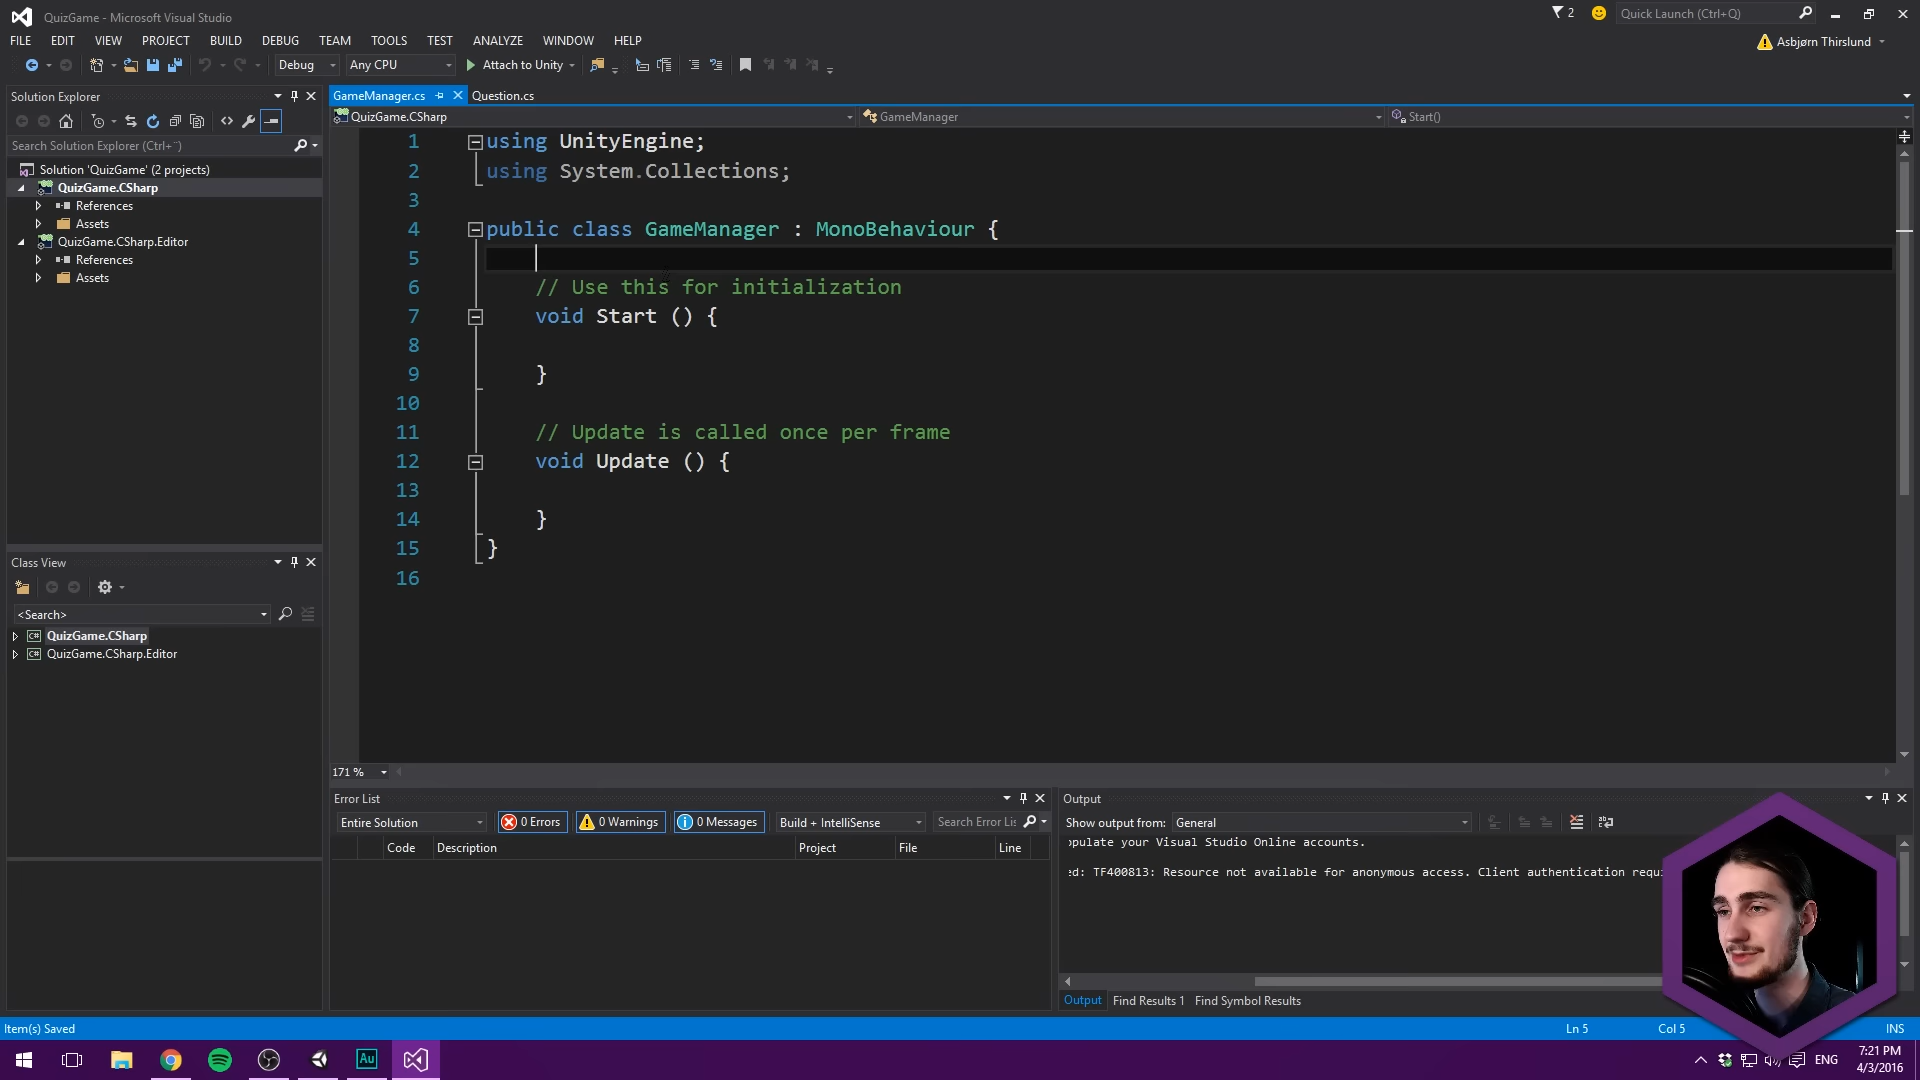 QuizGame - Microsoft Visual Studio
2
Quick Launch (Ctrl+Q)
FILE EDIT VIEW PROJECT BUILD DEBUG TEAM TOOLS TEST ANALYZE WINDOW HELP
Asbjørn Thirslund
Debug Any CPU Attach to Unity
Solution Explorer
Search Solution Explorer (Ctrl+¨)
Solution 'QuizGame' (2 projects)
QuizGame.CSharp
References
Assets
QuizGame.CSharp.Editor
References
Assets
Class View
<Search>
QuizGame.CSharp
QuizGame.CSharp.Editor
GameManager.cs Question.cs
QuizGame.CSharp GameManager Start()
1 using UnityEngine;
2 using System.Collections;
3
4 public class GameManager : MonoBehaviour {
5
6 // Use this for initialization
7 void Start () {
8
9 }
10
11 // Update is called once per frame
12 void Update () {
13
14 }
15 }
16
171 %
Error List
Entire Solution 0 Errors 0 Warnings 0 Messages Build + IntelliSense Search Error Lis
Code Description Project File Line
Output
Show output from: General
opulate your Visual Studio Online accounts.
ed: TF400813: Resource not available for anonymous access. Client authentication requi
Output Find Results 1 Find Symbol Results
Item(s) Saved Ln 5 Col 5 INS
Au
ENG
7:21 PM
4/3/2016